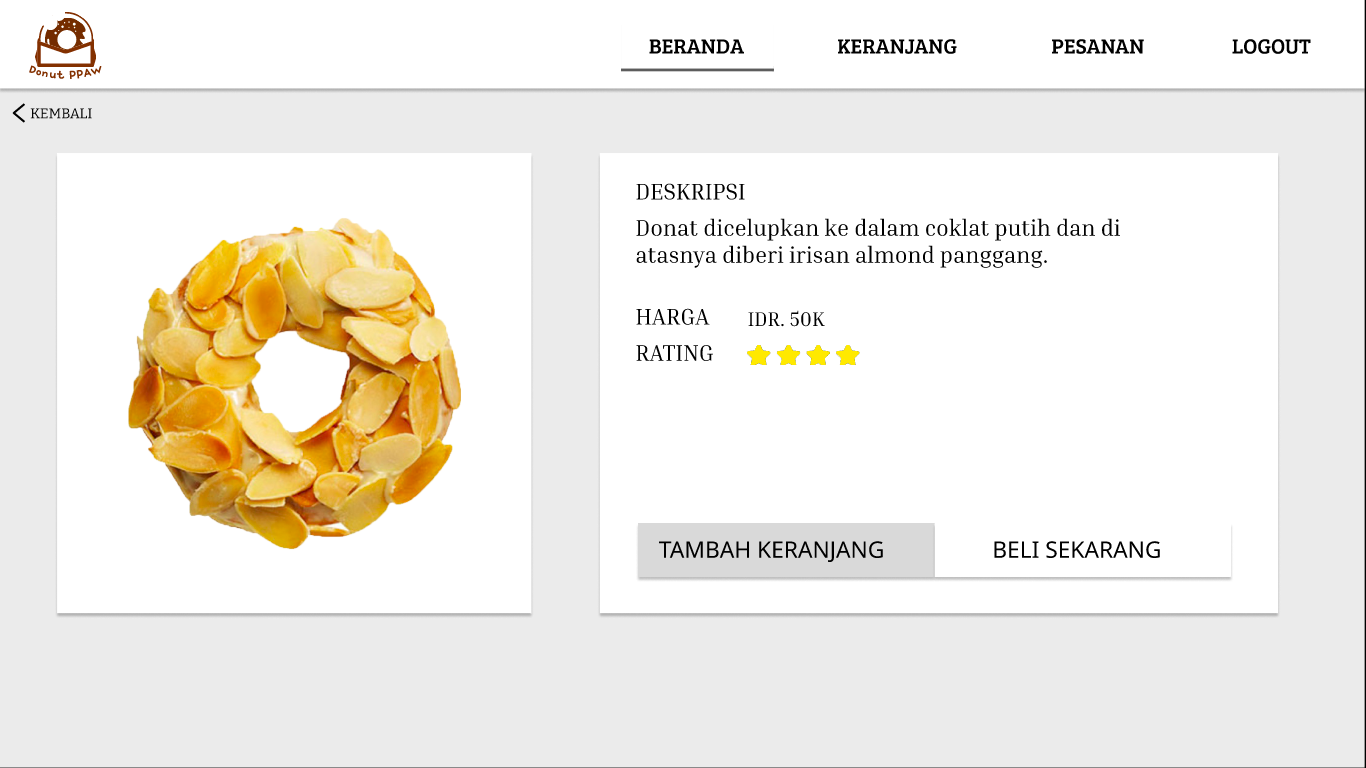 Donut PPAW
BERANDA
KERANJANG
PESANAN
LOGOUT
KEMBALI
DESKRIPSI
Donat dicelupkan ke dalam coklat putih dan di
atasnya diberi irisan almond panggang.
HARGA IDR. 50K
RATING
TAMBAH KERANJANG
BELI SEKARANG